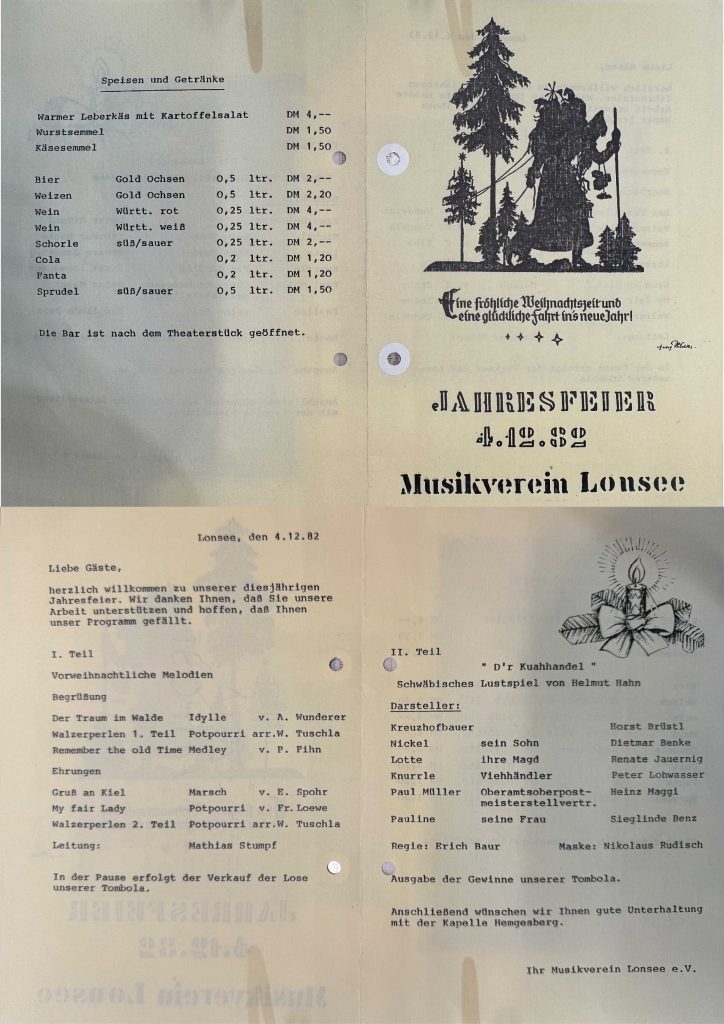 Speisen und Getränke
Warmer Leberkäs mit Kartoffelsalat DM 4,--
Wurstsemmel DM 1,50
Käsesemmel DM 1,50
Bier Gold Ochsen 0,5 ltr. DM 2,--
Weizen Gold Ochsen 0,5 ltr. DM 2,20
Wein Württ. rot 0,25 ltr. DM 4,--
Wein Württ. weiß 0,25 ltr. DM 4,--
Schorle süß/sauer 0,25 ltr. DM 2,--
Cola 0,2 ltr. DM 1,20
Fanta 0,2 ltr. DM 1,20
Sprudel süß/sauer 0,5 ltr. DM 1,50
Die Bar ist nach dem Theaterstück geöffnet.
Eine fröhliche Weihnachtszeit und
eine glückliche Fahrt in's neue Jahr!
JAHRESFEIER
4.12.82
Musikverein Lonsee
Lonsee, den 4.12.82
Liebe Gäste,
herzlich willkommen zu unserer diesjährigen
Jahresfeier. Wir danken Ihnen, daß Sie unsere
Arbeit unterstützen und hoffen, daß Ihnen
unser Programm gefällt.
I. Teil
Vorweihnachtliche Melodien
Begrüßung
Der Traum im Walde Idylle v. A. Wunderer
Walzerperlen 1. Teil Potpourri arr.W. Tuschla
Remember the old Time Medley v. P. Fihn
Ehrungen
Gruß an Kiel Marsch v. E. Spohr
My fair Lady Potpourri v. Fr. Loewe
Walzerperlen 2. Teil Potpourri arr.W. Tuschla
Leitung: Mathias Stumpf
In der Pause erfolgt der Verkauf der Lose
unserer Tombola.
II. Teil
" D'r Kuahhandel "
Schwäbisches Lustspiel von Helmut Hahn
Darsteller:
Kreuzhofbauer Horst Brüstl
Nickel sein Sohn Dietmar Benke
Lotte ihre Magd Renate Jauernig
Knurrle Viehhändler Peter Lohwasser
Paul Müller Oberamtsoberpost- Heinz Maggi
meisterstellvertr.
Pauline seine Frau Sieglinde Benz
Regie: Erich Baur Maske: Nikolaus Rudisch
Ausgabe der Gewinne unserer Tombola.
Anschließend wünschen wir Ihnen gute Unterhaltung
mit der Kapelle Hemgesberg.
Ihr Musikverein Lonsee e.V.